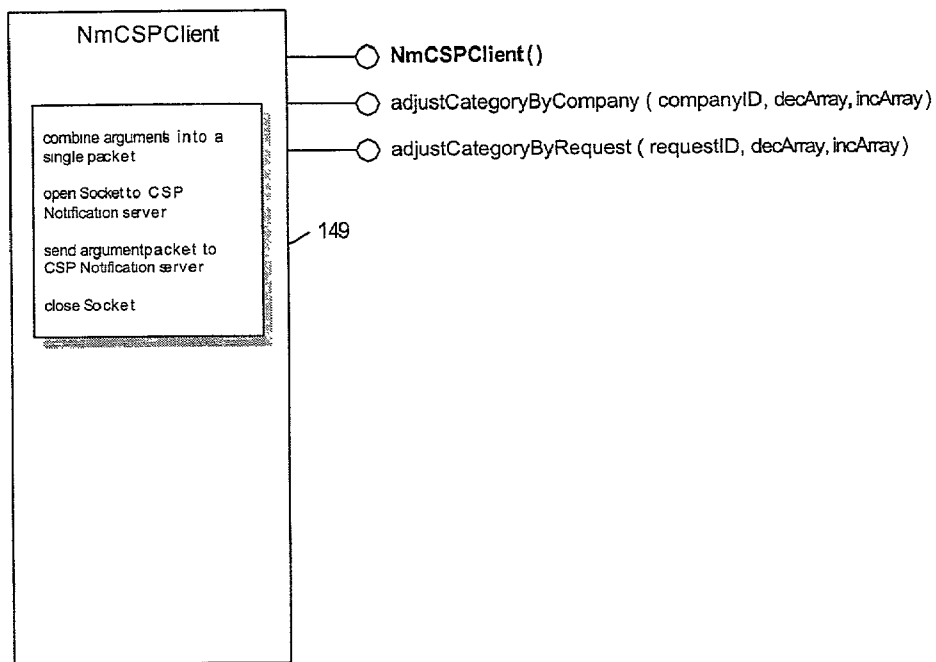 NmCSPClient
NmCSPClient()
adjustCategoryByCompany ( companyID, decArray, incArray)
adjustCategoryByRequest ( requestID, decArray, incArray)
combine arguments into a
single packet
open Socket to CSP
Notification server
send argumentpacket to
CSP Notification server
close Socket
149